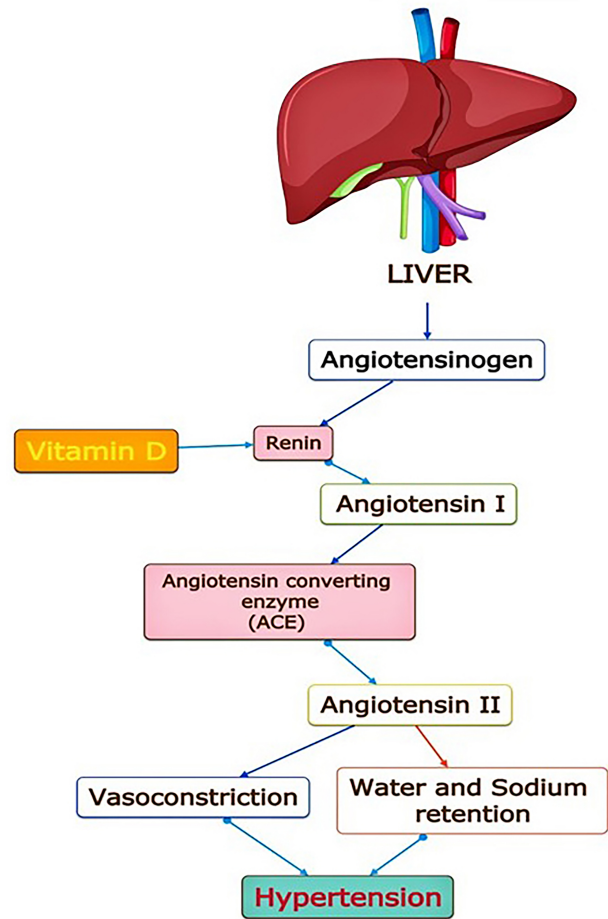 LIVER
Angiotensinogen
Vitamin D
Renin
Angiotensin I
Angiotensin converting
enzyme
(ACE)
Angiotensin II
Vasoconstriction
Water and Sodium
retention
Hypertension